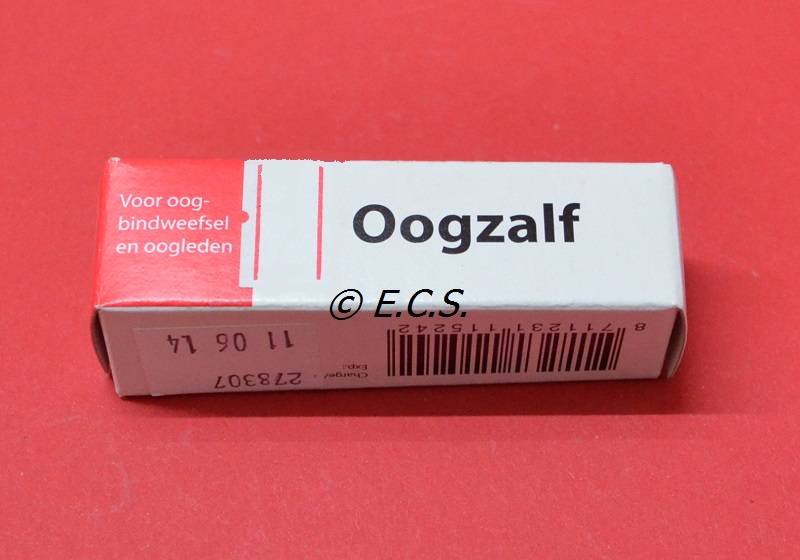 Voor oog-
bindweefsel
en oogleden
Oogzalf
© E.C.S.
8 711231 115242
11 06 14
Charge/
Exp.:
278307